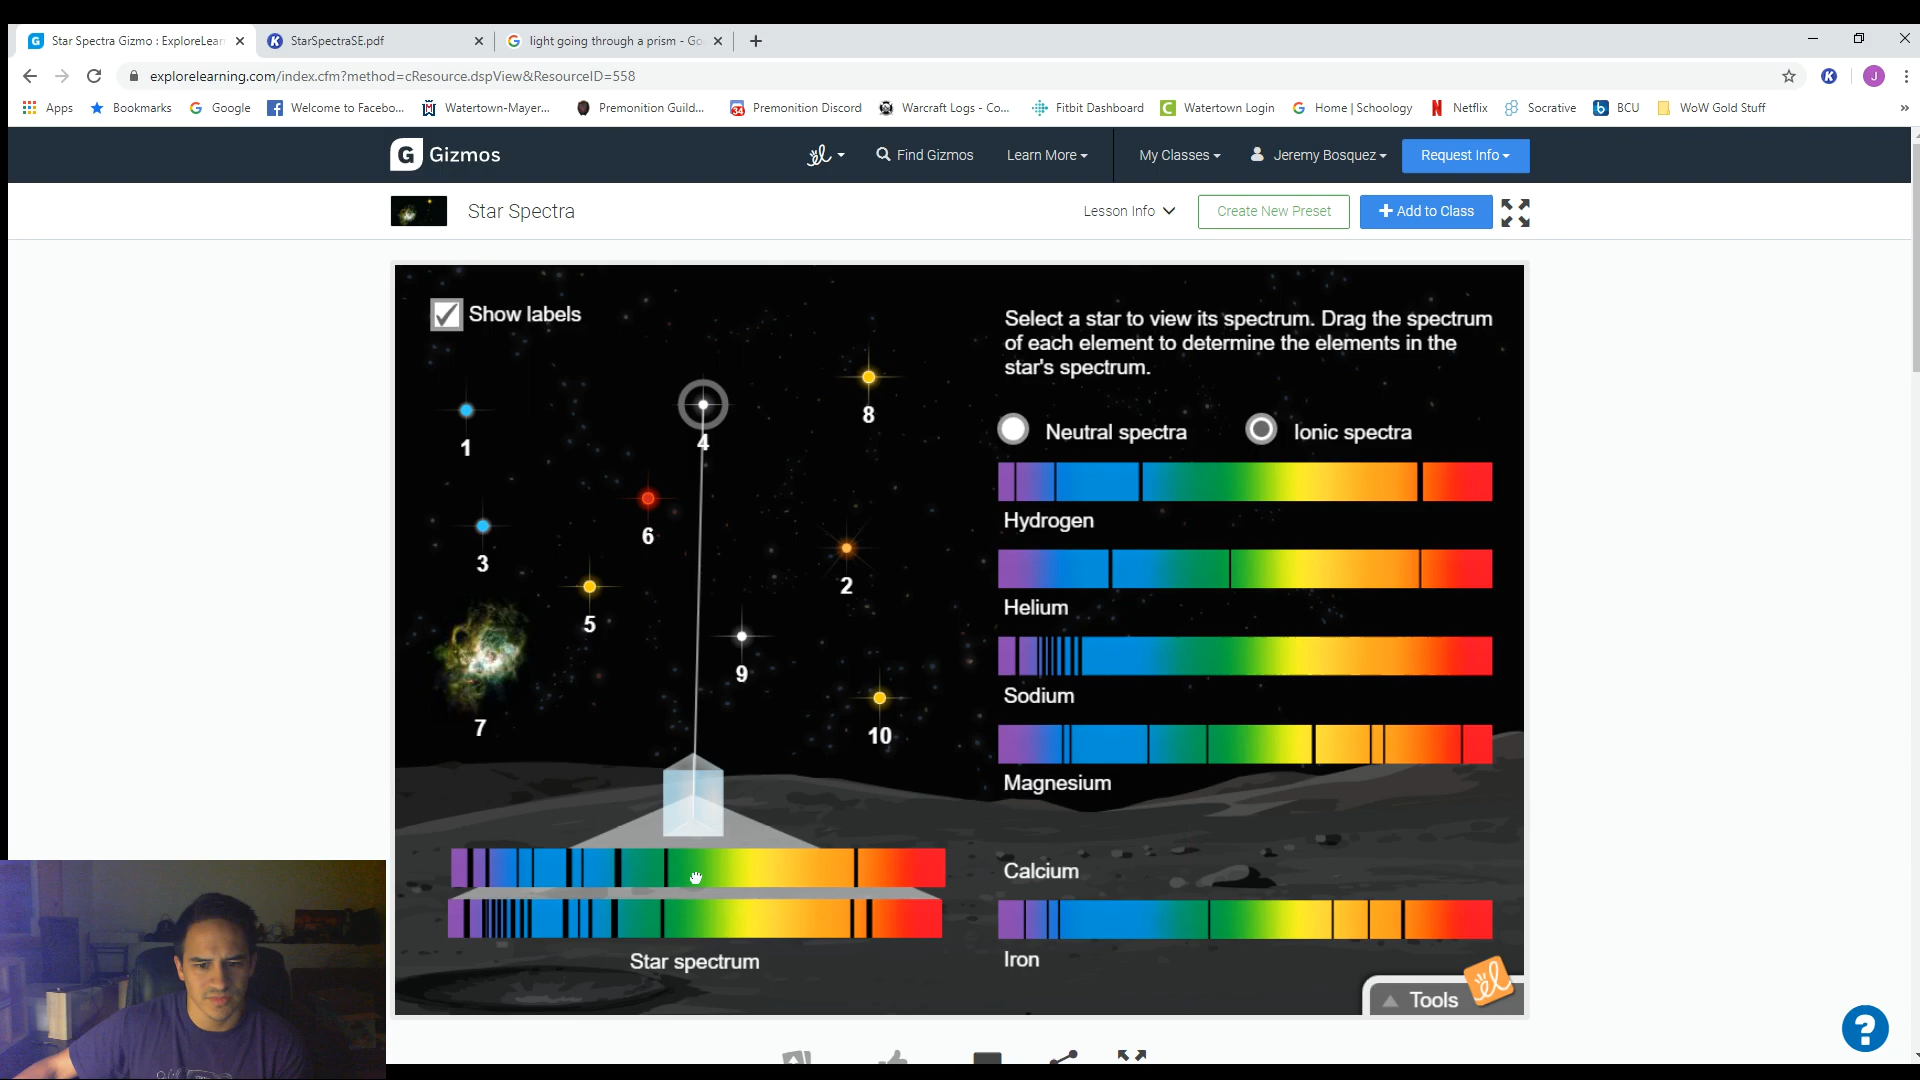 Star Spectra Gizmo : ExploreLear
StarSpectraSE.pdf
light going through a prism - Go
explorelearning.com/index.cfm?method=cResource.dspView&ResourceID=558
Apps
Bookmarks
Google
Welcome to Facebo...
Watertown-Mayer...
Premonition Guild...
Premonition Discord
Warcraft Logs - Co...
Fitbit Dashboard
Watertown Login
Home | Schoology
Netflix
Socrative
BCU
WoW Gold Stuff
G Gizmos
Find Gizmos
Learn More
My Classes
Jeremy Bosquez
Request Info
Star Spectra
Lesson Info
Create New Preset
+ Add to Class
Show labels
Select a star to view its spectrum. Drag the spectrum
of each element to determine the elements in the
star's spectrum.
Neutral spectra
Ionic spectra
1
4
8
3
6
2
5
9
7
10
Hydrogen
Helium
Sodium
Magnesium
Calcium
Iron
Star spectrum
Tools
?